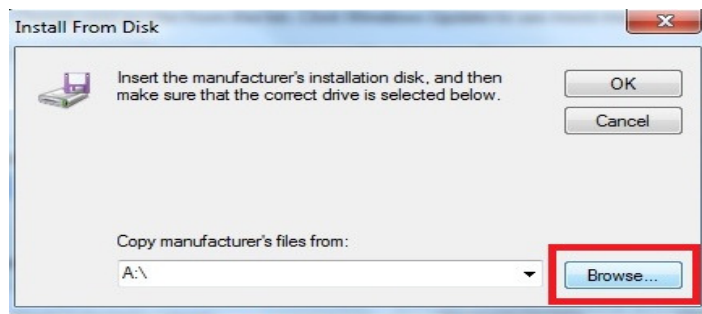 Install From Disk
Insert the manufacturer's installation disk, and then
make sure that the correct drive is selected below.
OK
Cancel
Copy manufacturer's files from:
A:\
Browse...